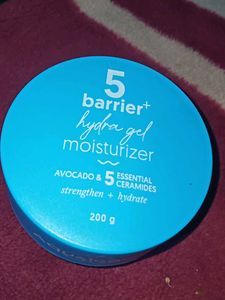 5
barrier+
hydra gel
moisturizer
AVOCADO & 5 ESSENTIAL CERAMIDES
strengthen + hydrate
200 g